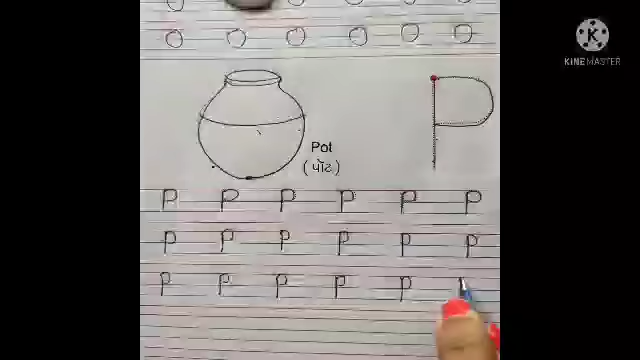 O O O O O O
K
KINEMASTER
P
Pot
(પૉટ)
P P P P P P
P P P P P P
P P P P P